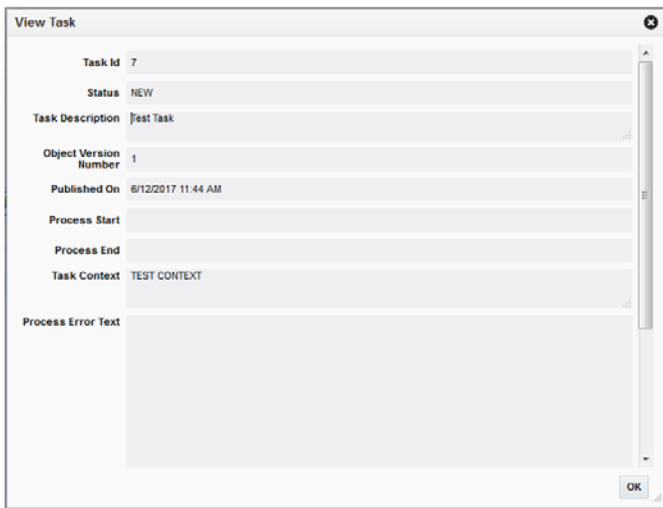 View Task
Task Id 7
Status NEW
Task Description Test Task
Object Version
Number 1
Published On 6/12/2017 11:44 AM
Process Start
Process End
Task Context TEST CONTEXT
Process Error Text
OK